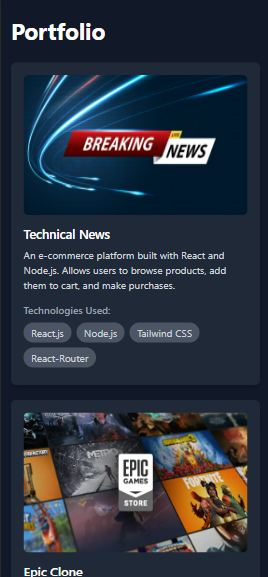 Portfolio
BREAKING
LIVE
NEWS
Technical News
An e-commerce platform built with React and
Node.js. Allows users to browse products, add
them to cart, and make purchases.
Technologies Used:
React.js
Node.js
Tailwind CSS
React-Router
METRO
FORTNITE
EPIC
GAMES
STORE
Epic Clone